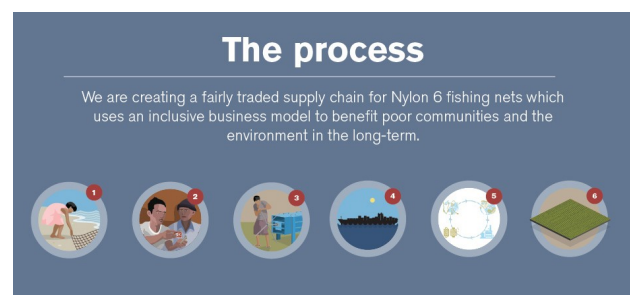 The process
We are creating a fairly traded supply chain for Nylon 6 fishing nets which
uses an inclusive business model to benefit poor communities and the
environment in the long-term.
1 2 3 4 5 6